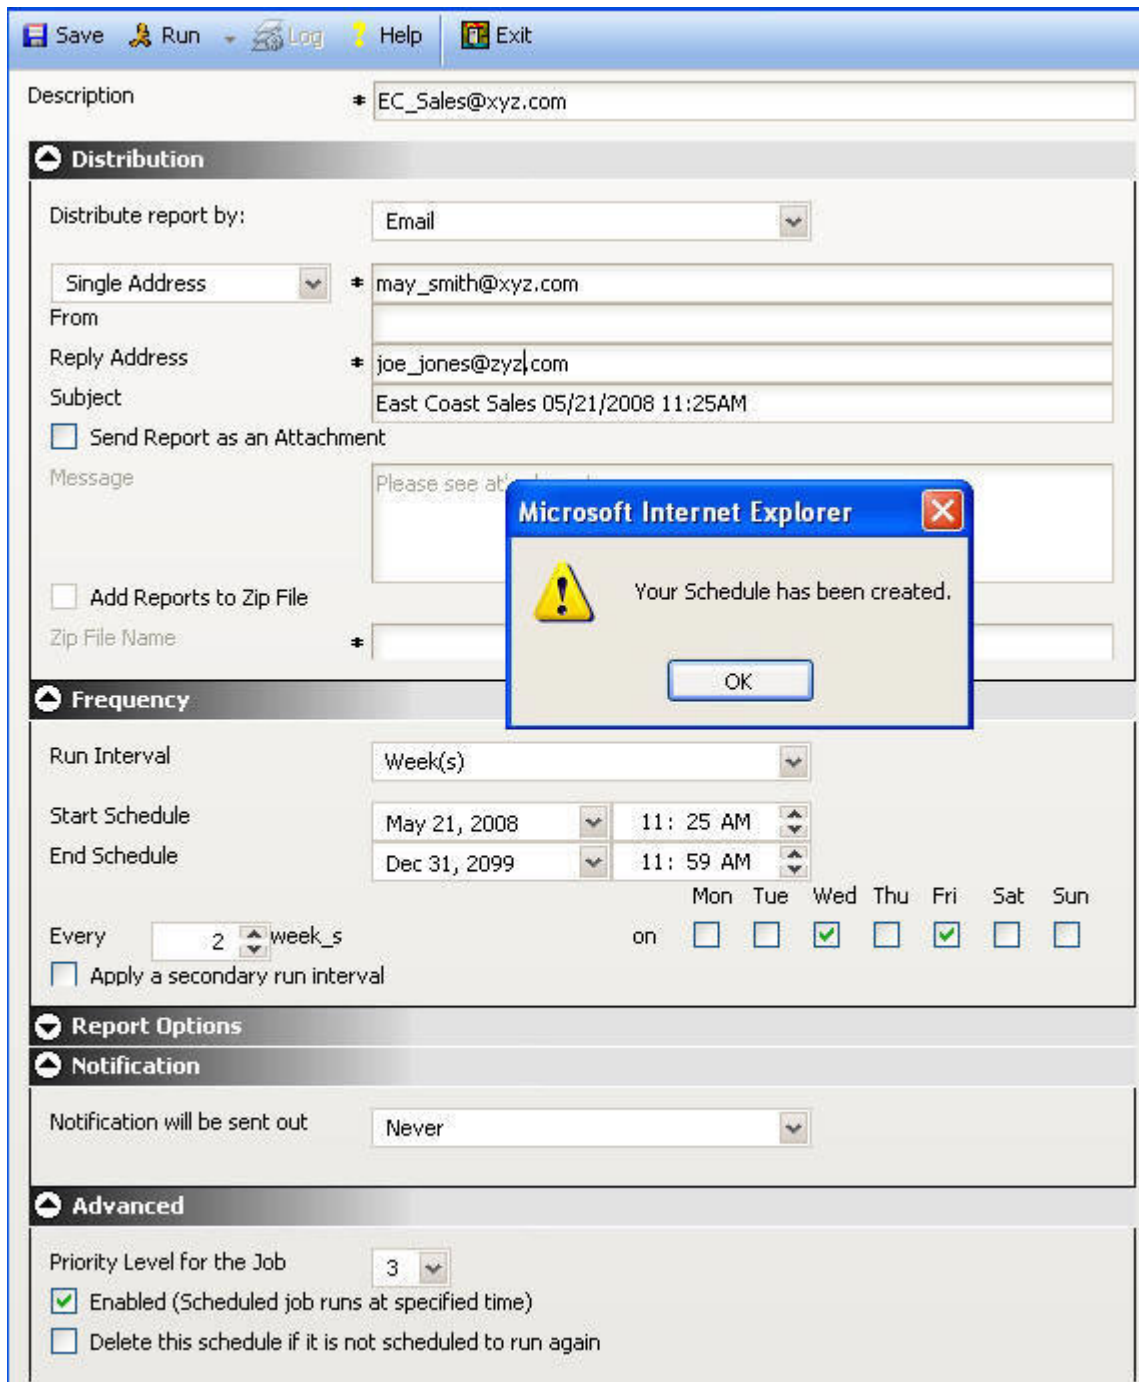 Save Run Log ? Help Exit
Description * EC_Sales@xyz.com
Distribution
Distribute report by: Email
Single Address * may_smith@xyz.com
From
Reply Address * joe_jones@zyz.com
Subject East Coast Sales 05/21/2008 11:25AM
Send Report as an Attachment
Message Please see
Microsoft Internet Explorer
Your Schedule has been created.
OK
Add Reports to Zip File
Zip File Name *
Frequency
Run Interval Week(s)
Start Schedule May 21, 2008 11: 25 AM
End Schedule Dec 31, 2099 11: 59 AM
Mon Tue Wed Thu Fri Sat Sun
Every 2 week_s on
Apply a secondary run interval
Report Options
Notification
Notification will be sent out Never
Advanced
Priority Level for the Job 3
Enabled (Scheduled job runs at specified time)
Delete this schedule if it is not scheduled to run again